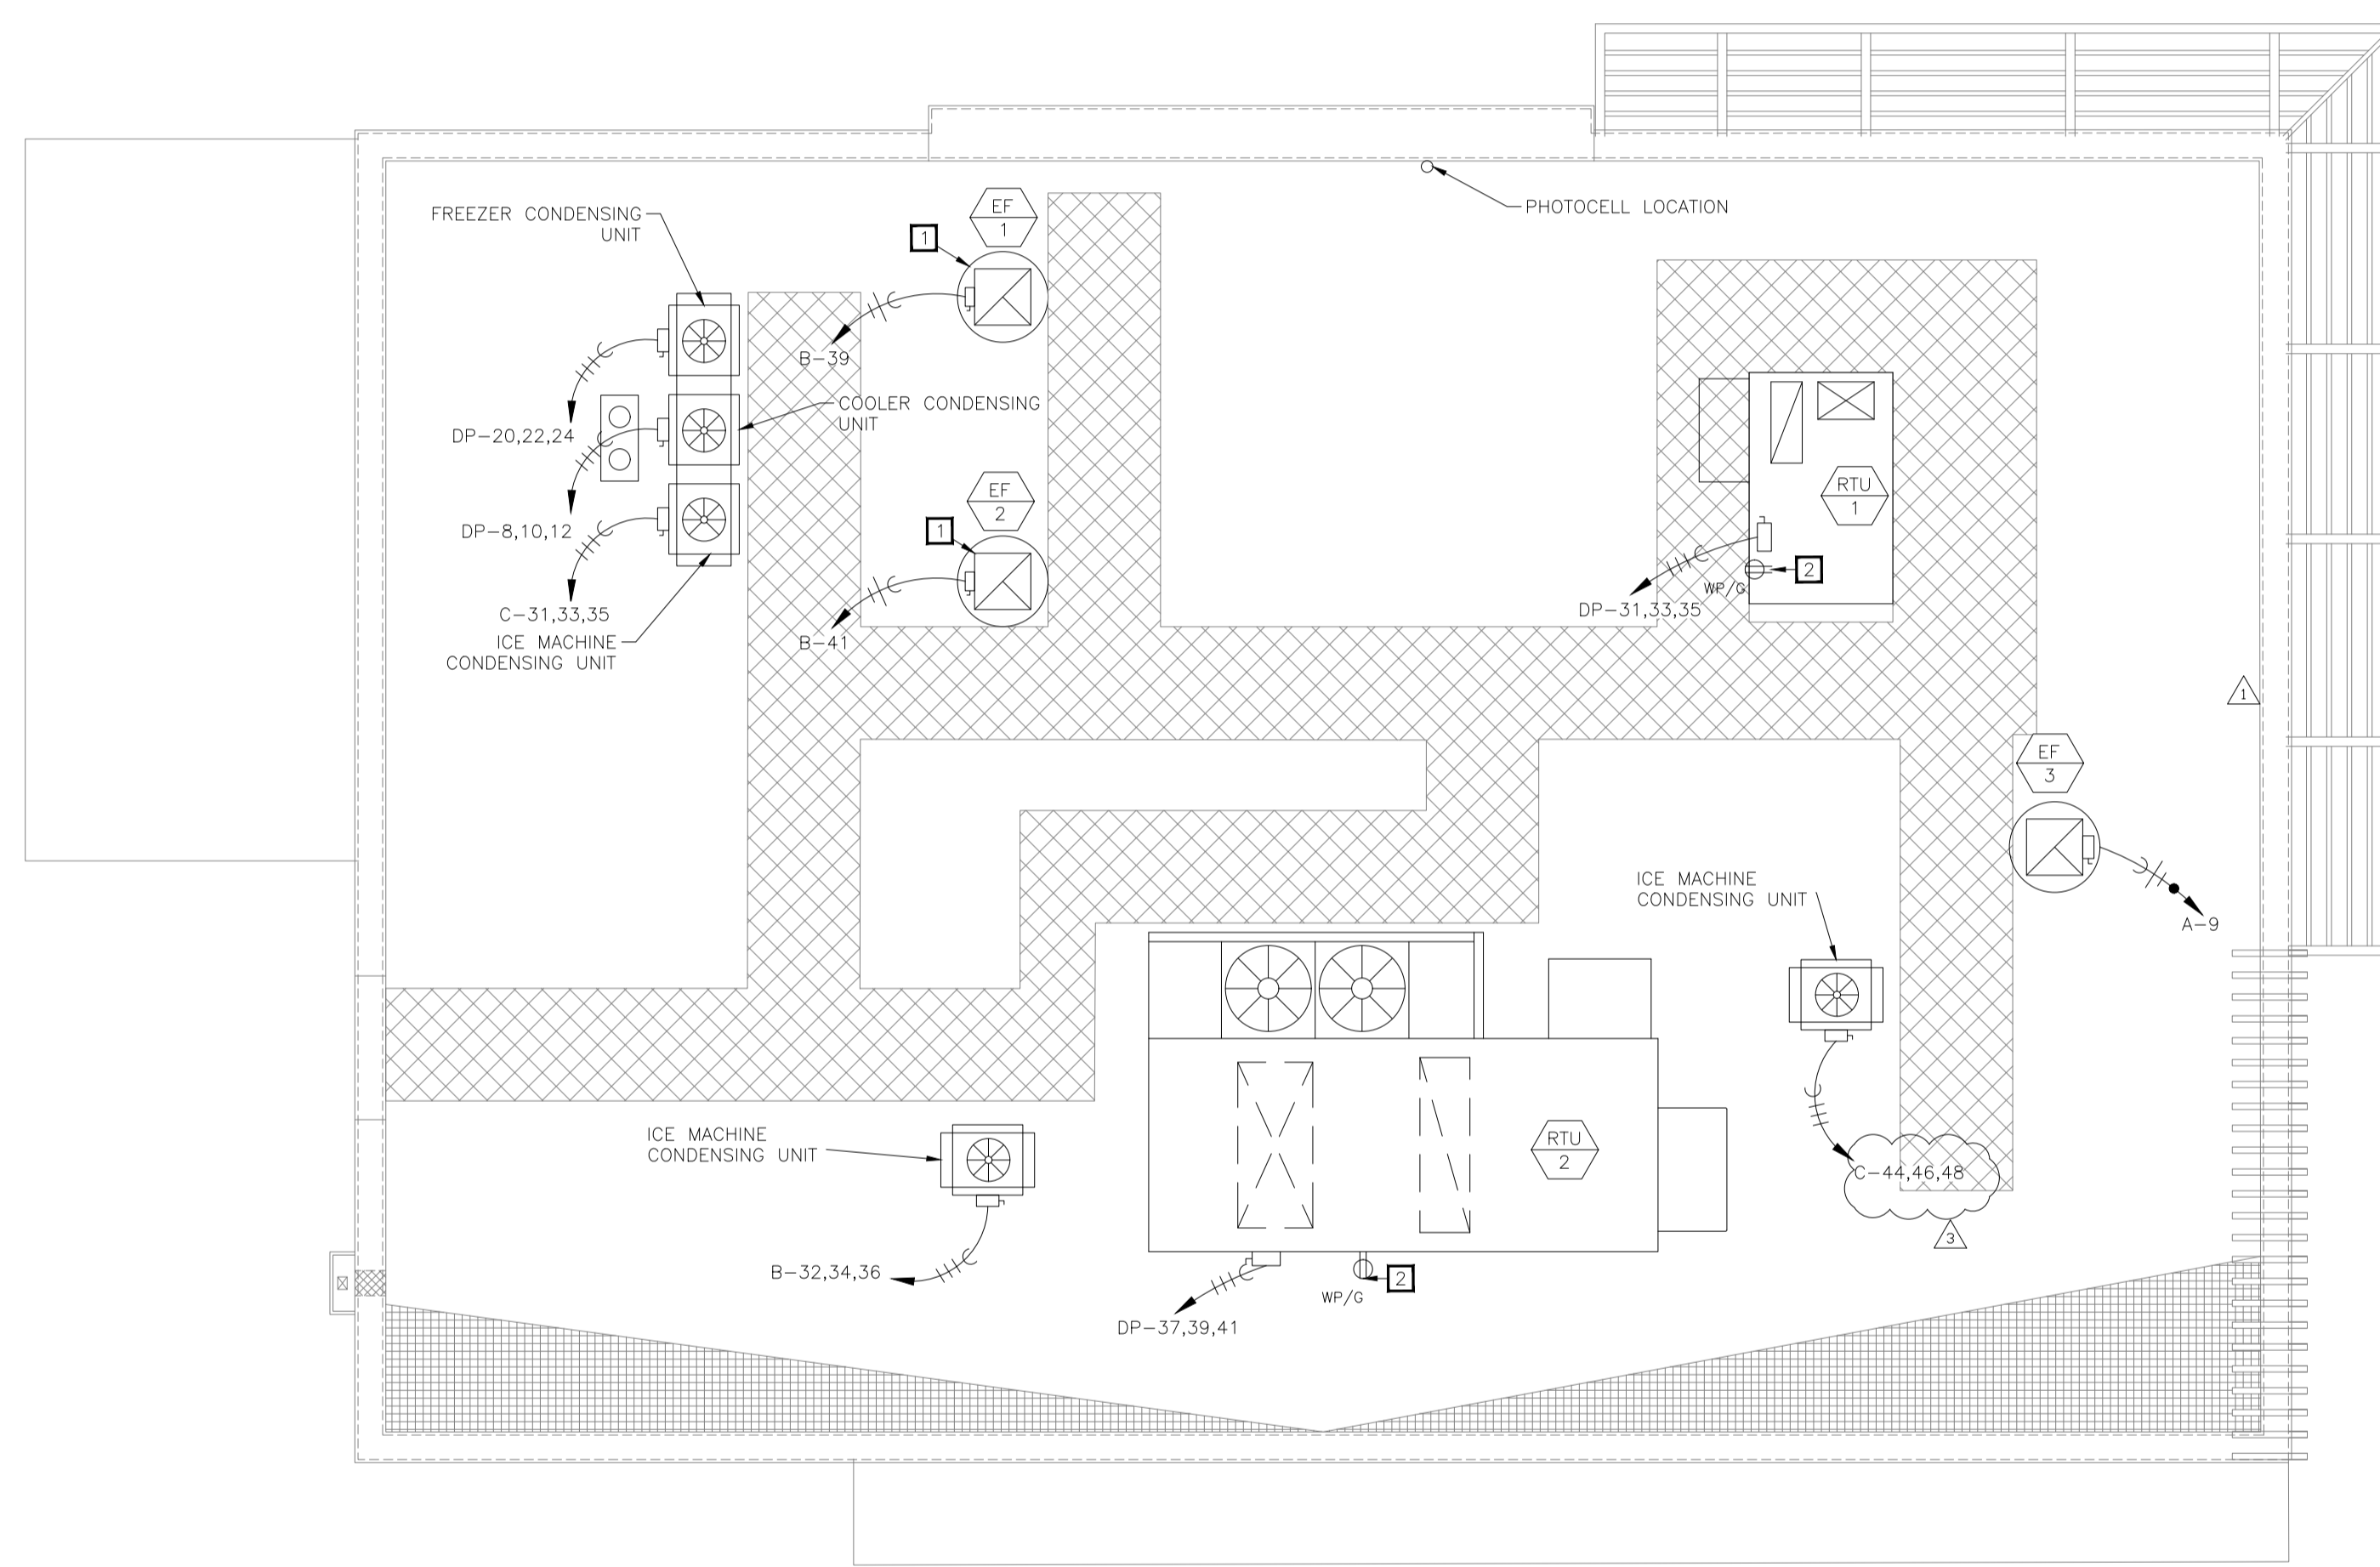 FREEZER CONDENSING
UNIT
EF
1
1
PHOTOCELL LOCATION
B-39
COOLER CONDENSING
UNIT
DP-20,22,24
DP-8,10,12
EF
2
1
RTU
1
2
WP/G
C-31,33,35
DP-31,33,35
ICE MACHINE
CONDENSING UNIT
B-41
1
EF
3
ICE MACHINE
CONDENSING UNIT
A-9
ICE MACHINE
CONDENSING UNIT
RTU
2
C-44,46,48
3
B-32,34,36
2
WP/G
DP-37,39,41